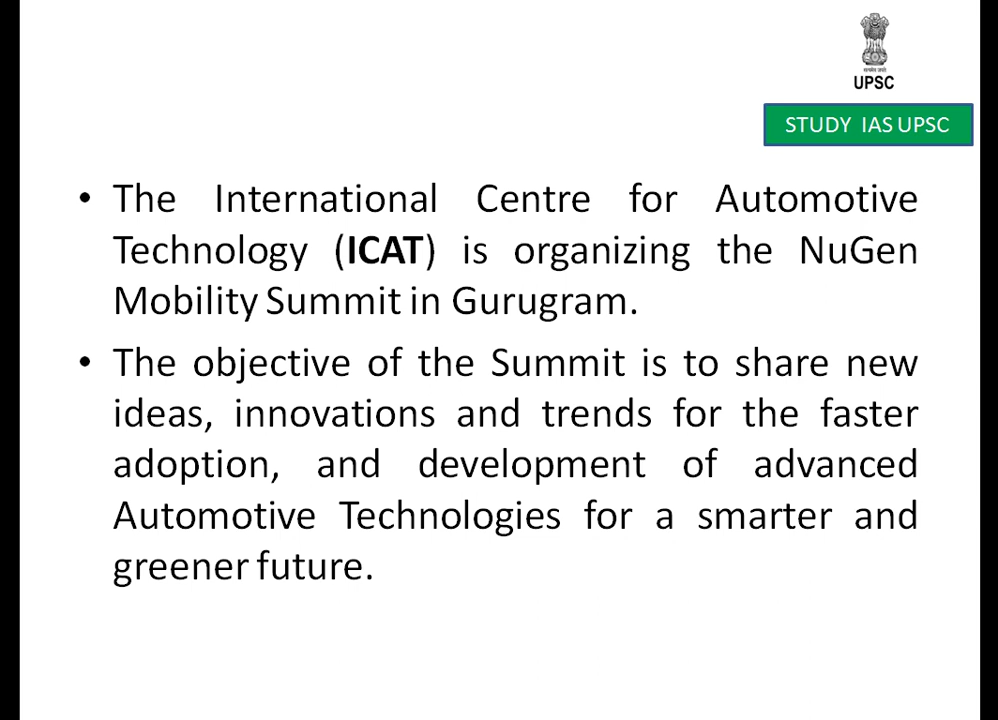 UPSC
STUDY IAS UPSC
• The International Centre for Automotive
Technology (ICAT) is organizing the NuGen
Mobility Summit in Gurugram.
• The objective of the Summit is to share new
ideas, innovations and trends for the faster
adoption, and development of advanced
Automotive Technologies for a smarter and
greener future.